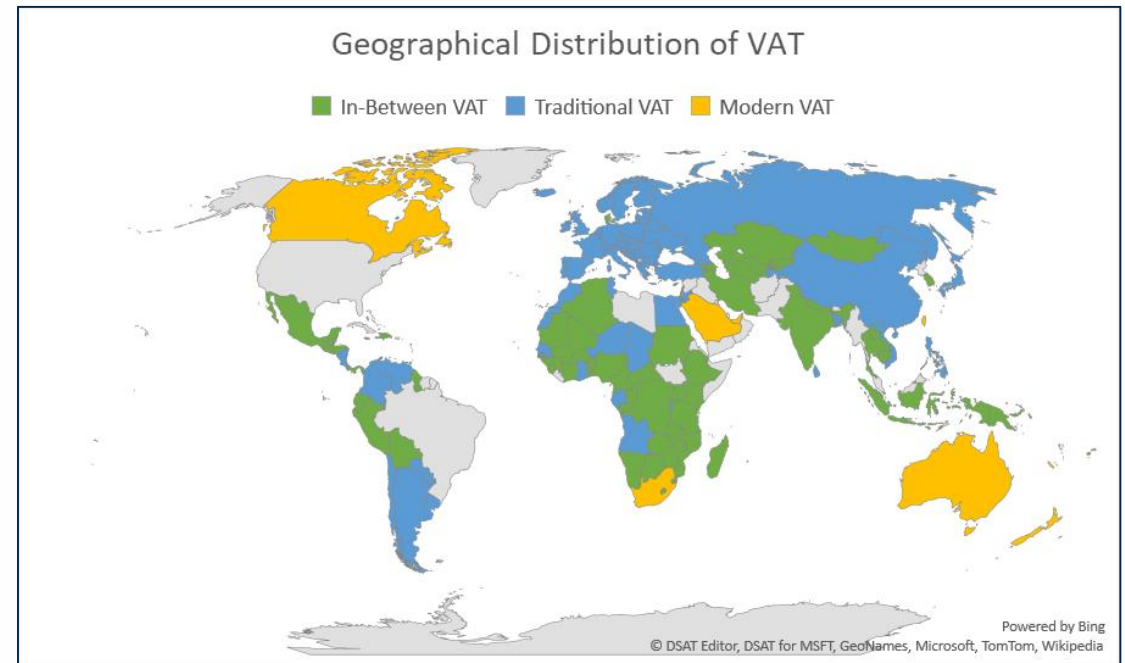 Geographical Distribution of VAT
In-Between VAT Traditional VAT Modern VAT
Powered by Bing
© DSAT Editor, DSAT for MSFT, GeoNames, Microsoft, TomTom, Wikipedia